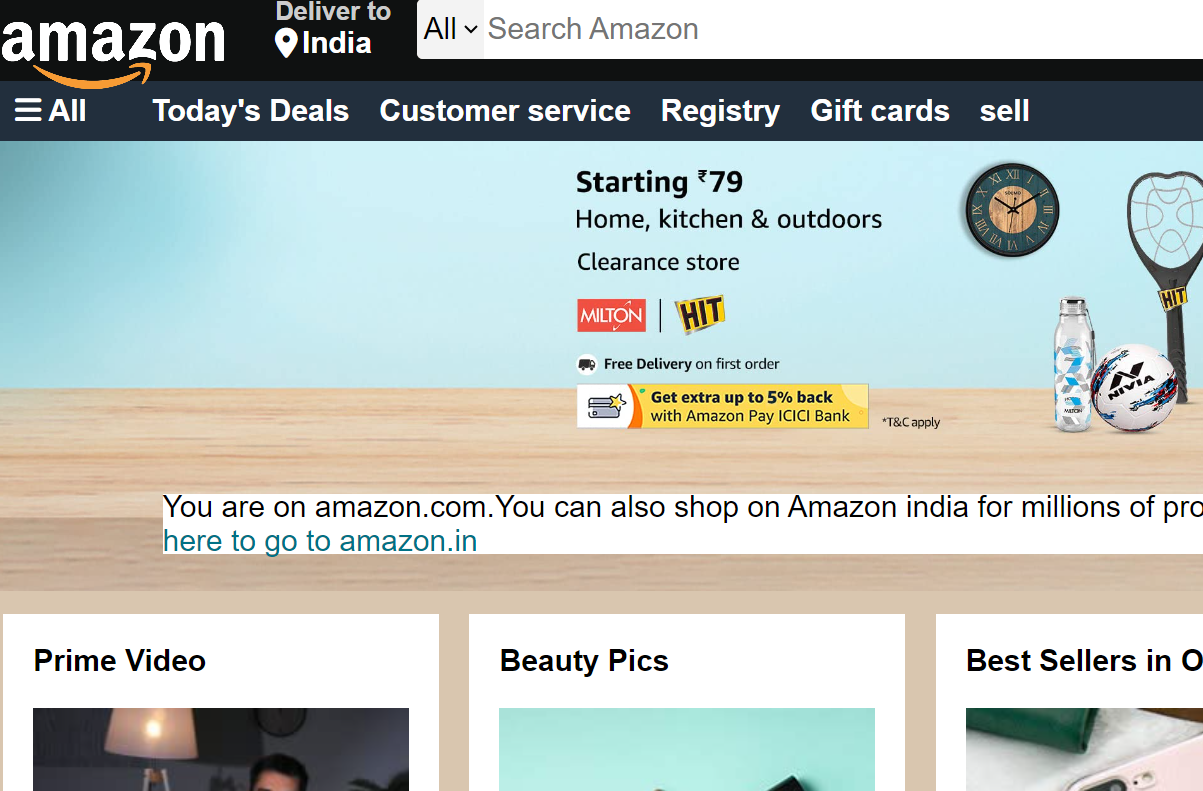 Deliver to
amazon
India
All
Search Amazon
All
Today's Deals
Customer service
Registry
Gift cards
sell
Starting ₹79
Home, kitchen & outdoors
Clearance store
MILTON
HIT
Free Delivery on first order
Get extra up to 5% back
with Amazon Pay ICICI Bank
*T&C apply
HIT
NIVIA
MILTON
You are on amazon.com.You can also shop on Amazon india for millions of pro
here to go to amazon.in
Prime Video
Beauty Pics
Best Sellers in